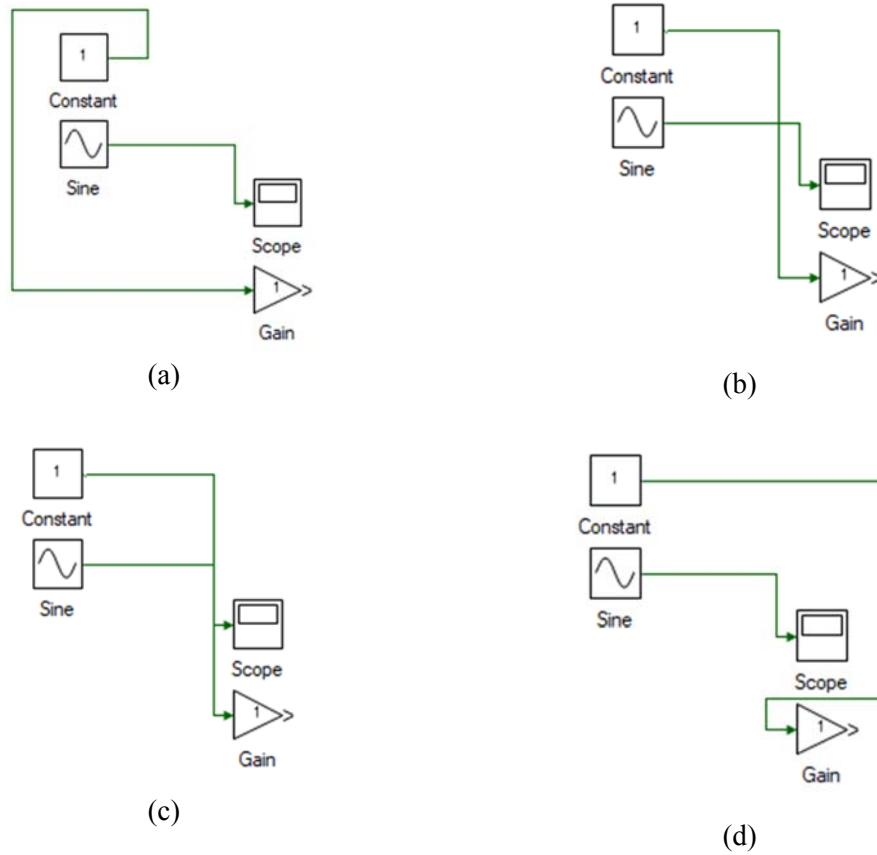 1
Constant
Sine
Scope
1
Gain
(a)
1
Constant
Sine
Scope
1
Gain
(b)
1
Constant
Sine
Scope
1
Gain
(c)
1
Constant
Sine
Scope
1
Gain
(d)